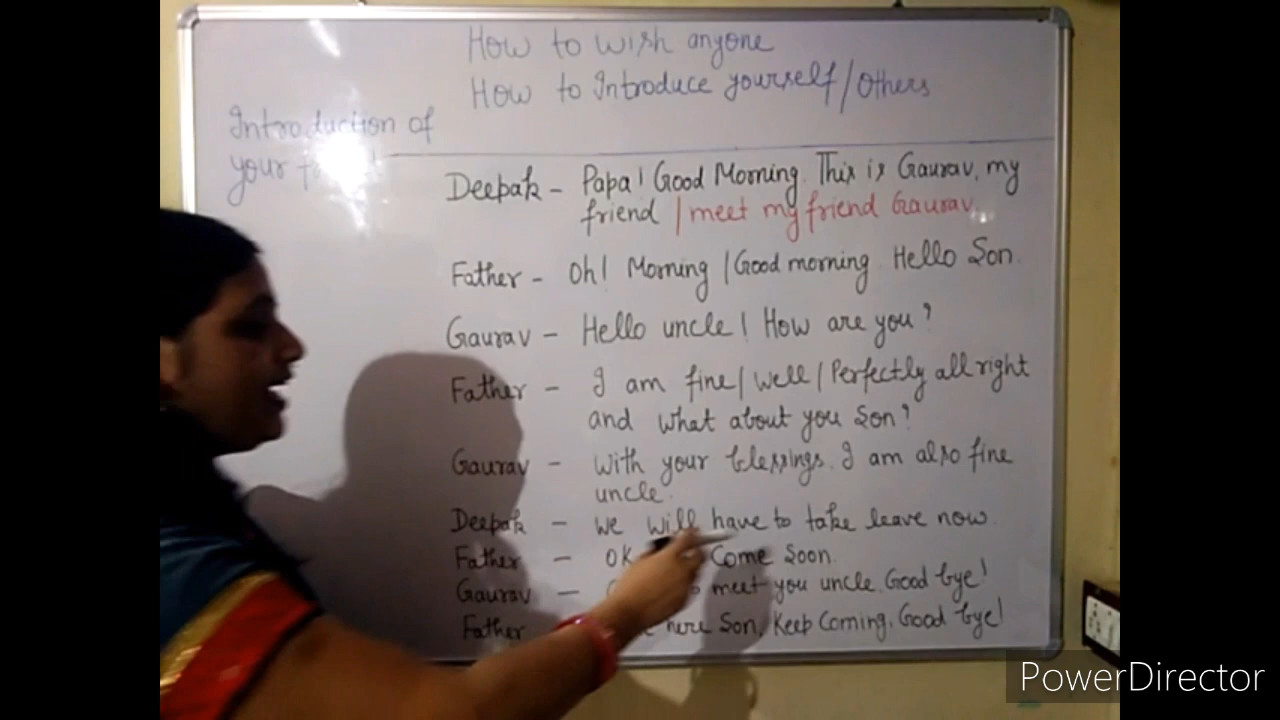 How to wish anyone
How to Introduce yourself/Others
Introduction of
your
Deepak - Papa! Good Morning. This is Gaurav, my
friend / meet my friend Gaurav.
Father - Oh! Morning / Good morning. Hello Son.
Gaurav - Hello uncle! How are you?
Father - I am fine / well / Perfectly all right
and what about you Son?
Gaurav - With your blessings. I am also fine
uncle.
Deepak - We will have to take leave now.
Father - OK Come Soon.
Gaurav - meet you uncle. Good bye!
Father here Son, Keep Coming. Good bye!
PowerDirector